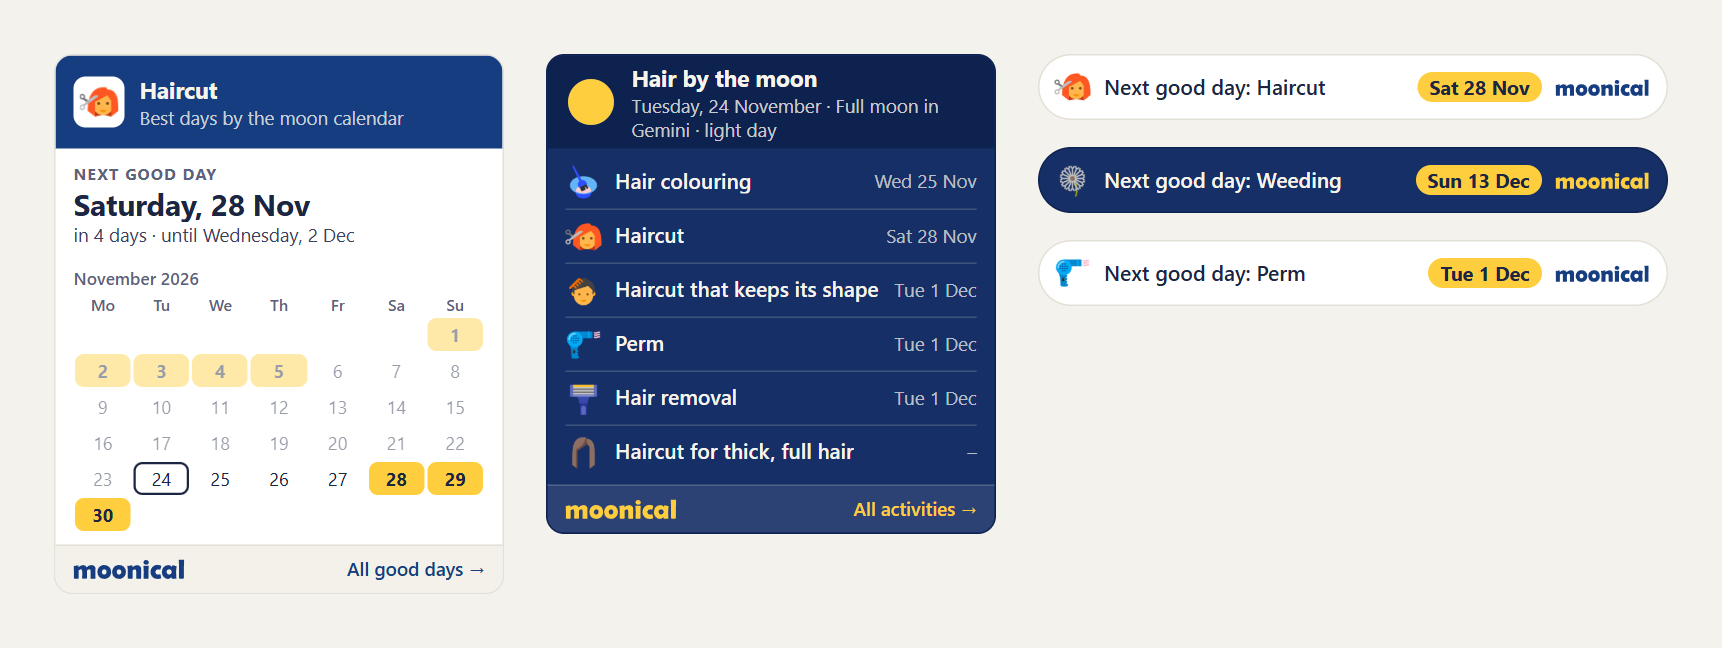 Haircut
Best days by the moon calendar
NEXT GOOD DAY
Saturday, 28 Nov
in 4 days · until Wednesday, 2 Dec
November 2026
Mo Tu We Th Fr Sa Su
1
2 3 4 5 6 7 8
9 10 11 12 13 14 15
16 17 18 19 20 21 22
23 24 25 26 27 28 29
30
moonical All good days →
Hair by the moon
Tuesday, 24 November · Full moon in
Gemini · light day
Hair colouring Wed 25 Nov
Haircut Sat 28 Nov
Haircut that keeps its shape Tue 1 Dec
Perm Tue 1 Dec
Hair removal Tue 1 Dec
Haircut for thick, full hair –
moonical All activities →
Next good day: Haircut Sat 28 Nov moonical
Next good day: Weeding Sun 13 Dec moonical
Next good day: Perm Tue 1 Dec moonical